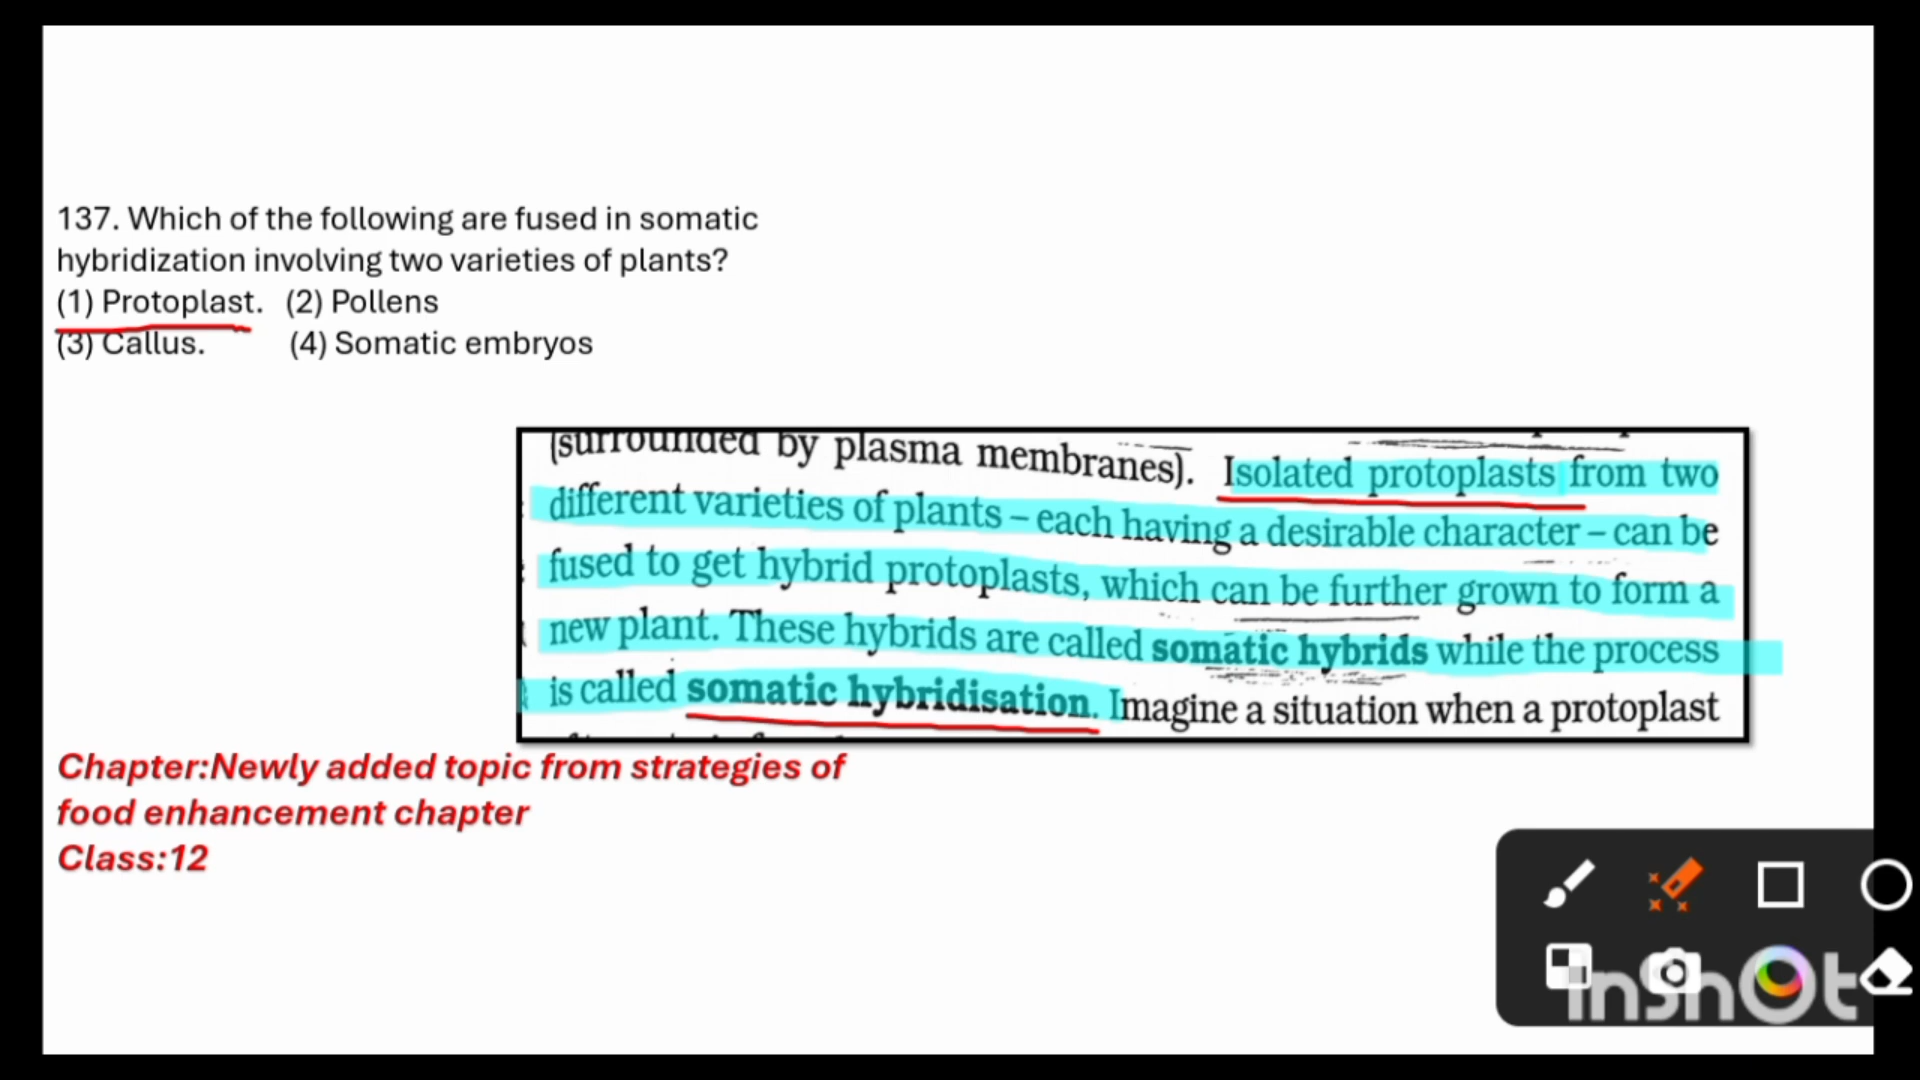 137. Which of the following are fused in somatic
hybridization involving two varieties of plants?
(1) Protoplast. (2) Pollens
(3) Callus. (4) Somatic embryos
(surrounded by plasma membranes). Isolated protoplasts from two
different varieties of plants – each having a desirable character – can be
fused to get hybrid protoplasts, which can be further grown to form a
new plant. These hybrids are called somatic hybrids while the process
is called somatic hybridisation. Imagine a situation when a protoplast
Chapter:Newly added topic from strategies of
food enhancement chapter
Class:12
InShOt